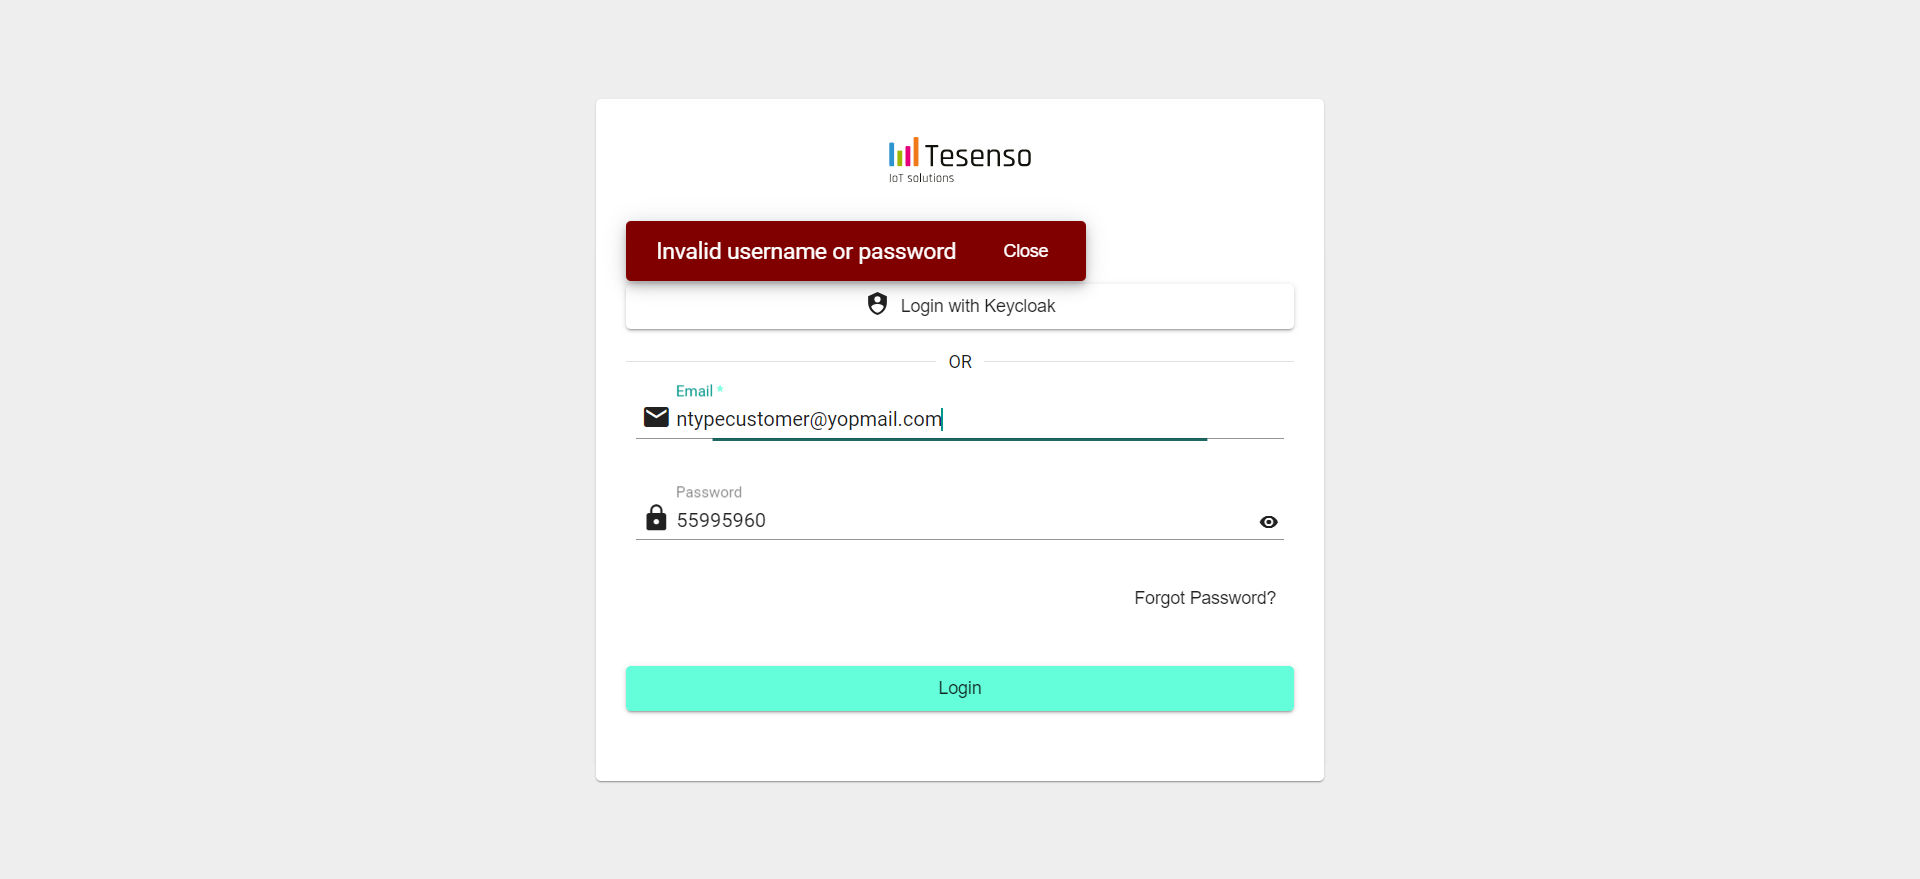 Tesenso
IoT solutions
Invalid username or password Close
Login with Keycloak
OR
Email *
ntypecustomer@yopmail.com
Password
55995960
Forgot Password?
Login